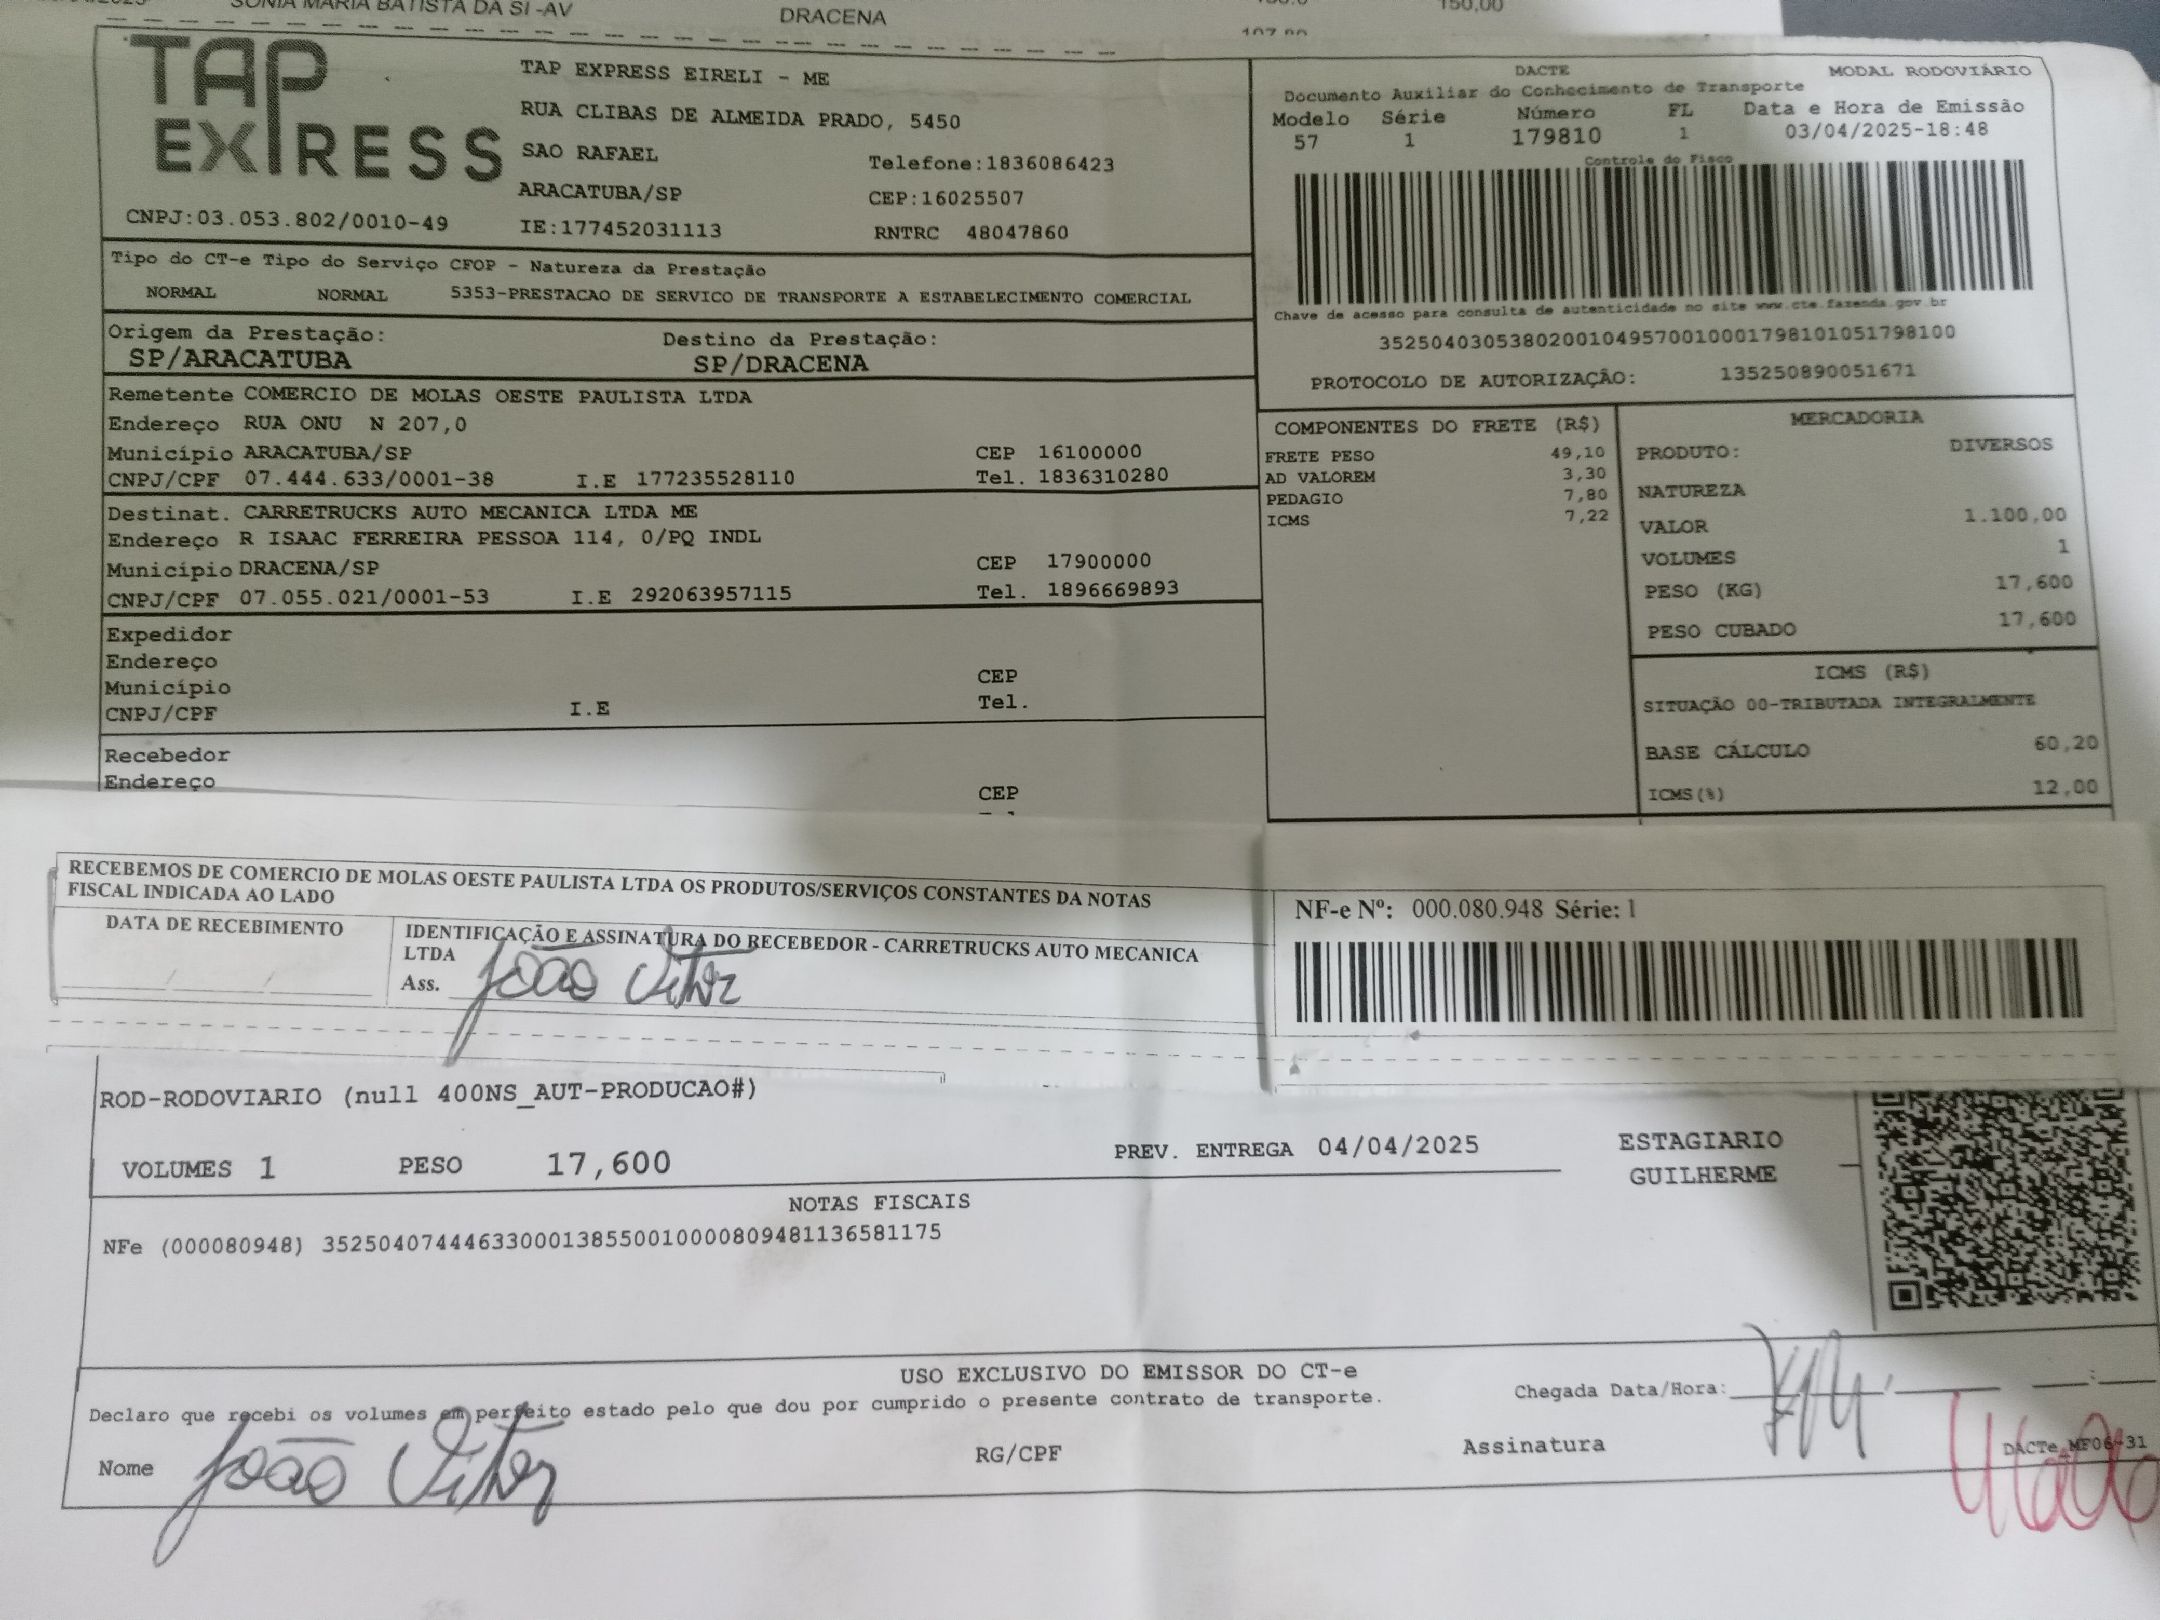 SONIA MARIA BATISTA DA SI -AV
DRACENA
150,00
TAP EXPRESS
CNPJ:03.053.802/0010-49
TAP EXPRESS EIRELI - ME
RUA CLIBAS DE ALMEIDA PRADO, 5450
SAO RAFAEL Telefone:1836086423
ARACATUBA/SP CEP:16025507
IE:177452031113 RNTRC 48047860
DACTE MODAL RODOVIÁRIO
Documento Auxiliar do Conhecimento de Transporte
Modelo Série Número FL Data e Hora de Emissão
57 1 179810 1 03/04/2025-18:48
Controle do Fisco
Chave de acesso para consulta de autenticidade no site www.cte.fazenda.gov.br
35250403053802001049570010001798101051798100
PROTOCOLO DE AUTORIZAÇÃO: 135250890051671
Tipo do CT-e Tipo do Serviço CFOP - Natureza da Prestação
NORMAL NORMAL 5353-PRESTACAO DE SERVICO DE TRANSPORTE A ESTABELECIMENTO COMERCIAL
Origem da Prestação: Destino da Prestação:
SP/ARACATUBA SP/DRACENA
Remetente COMERCIO DE MOLAS OESTE PAULISTA LTDA
Endereço RUA ONU N 207,0
Município ARACATUBA/SP CEP 16100000
CNPJ/CPF 07.444.633/0001-38 I.E 177235528110 Tel. 1836310280
Destinat. CARRETRUCKS AUTO MECANICA LTDA ME
Endereço R ISAAC FERREIRA PESSOA 114, 0/PQ INDL
Município DRACENA/SP CEP 17900000
CNPJ/CPF 07.055.021/0001-53 I.E 292063957115 Tel. 1896669893
Expedidor
Endereço
Município CEP
CNPJ/CPF I.E Tel.
Recebedor
Endereço CEP
COMPONENTES DO FRETE (R$)
FRETE PESO 49,10
AD VALOREM 3,30
PEDAGIO 7,80
ICMS 7,22
MERCADORIA
PRODUTO: DIVERSOS
NATUREZA
VALOR 1.100,00
VOLUMES 1
PESO (KG) 17,600
PESO CUBADO 17,600
ICMS (R$)
SITUAÇÃO 00-TRIBUTADA INTEGRALMENTE
BASE CÁLCULO 60,20
ICMS(%) 12,00
RECEBEMOS DE COMERCIO DE MOLAS OESTE PAULISTA LTDA OS PRODUTOS/SERVIÇOS CONSTANTES DA NOTAS
FISCAL INDICADA AO LADO
DATA DE RECEBIMENTO
IDENTIFICAÇÃO E ASSINATURA DO RECEBEDOR - CARRETRUCKS AUTO MECANICA
LTDA
Ass. João Vitor
NF-e Nº: 000.080.948 Série: 1
ROD-RODOVIARIO (null 400NS_AUT-PRODUCAO#)
VOLUMES 1 PESO 17,600 PREV. ENTREGA 04/04/2025 ESTAGIARIO
GUILHERME
NOTAS FISCAIS
NFe (000080948) 35250407444633000138550010000809481136581175
USO EXCLUSIVO DO EMISSOR DO CT-e
Declaro que recebi os volumes em perfeito estado pelo que dou por cumprido o presente contrato de transporte.
Chegada Data/Hora:
Nome João Vitor RG/CPF Assinatura
DACTe MF06-31